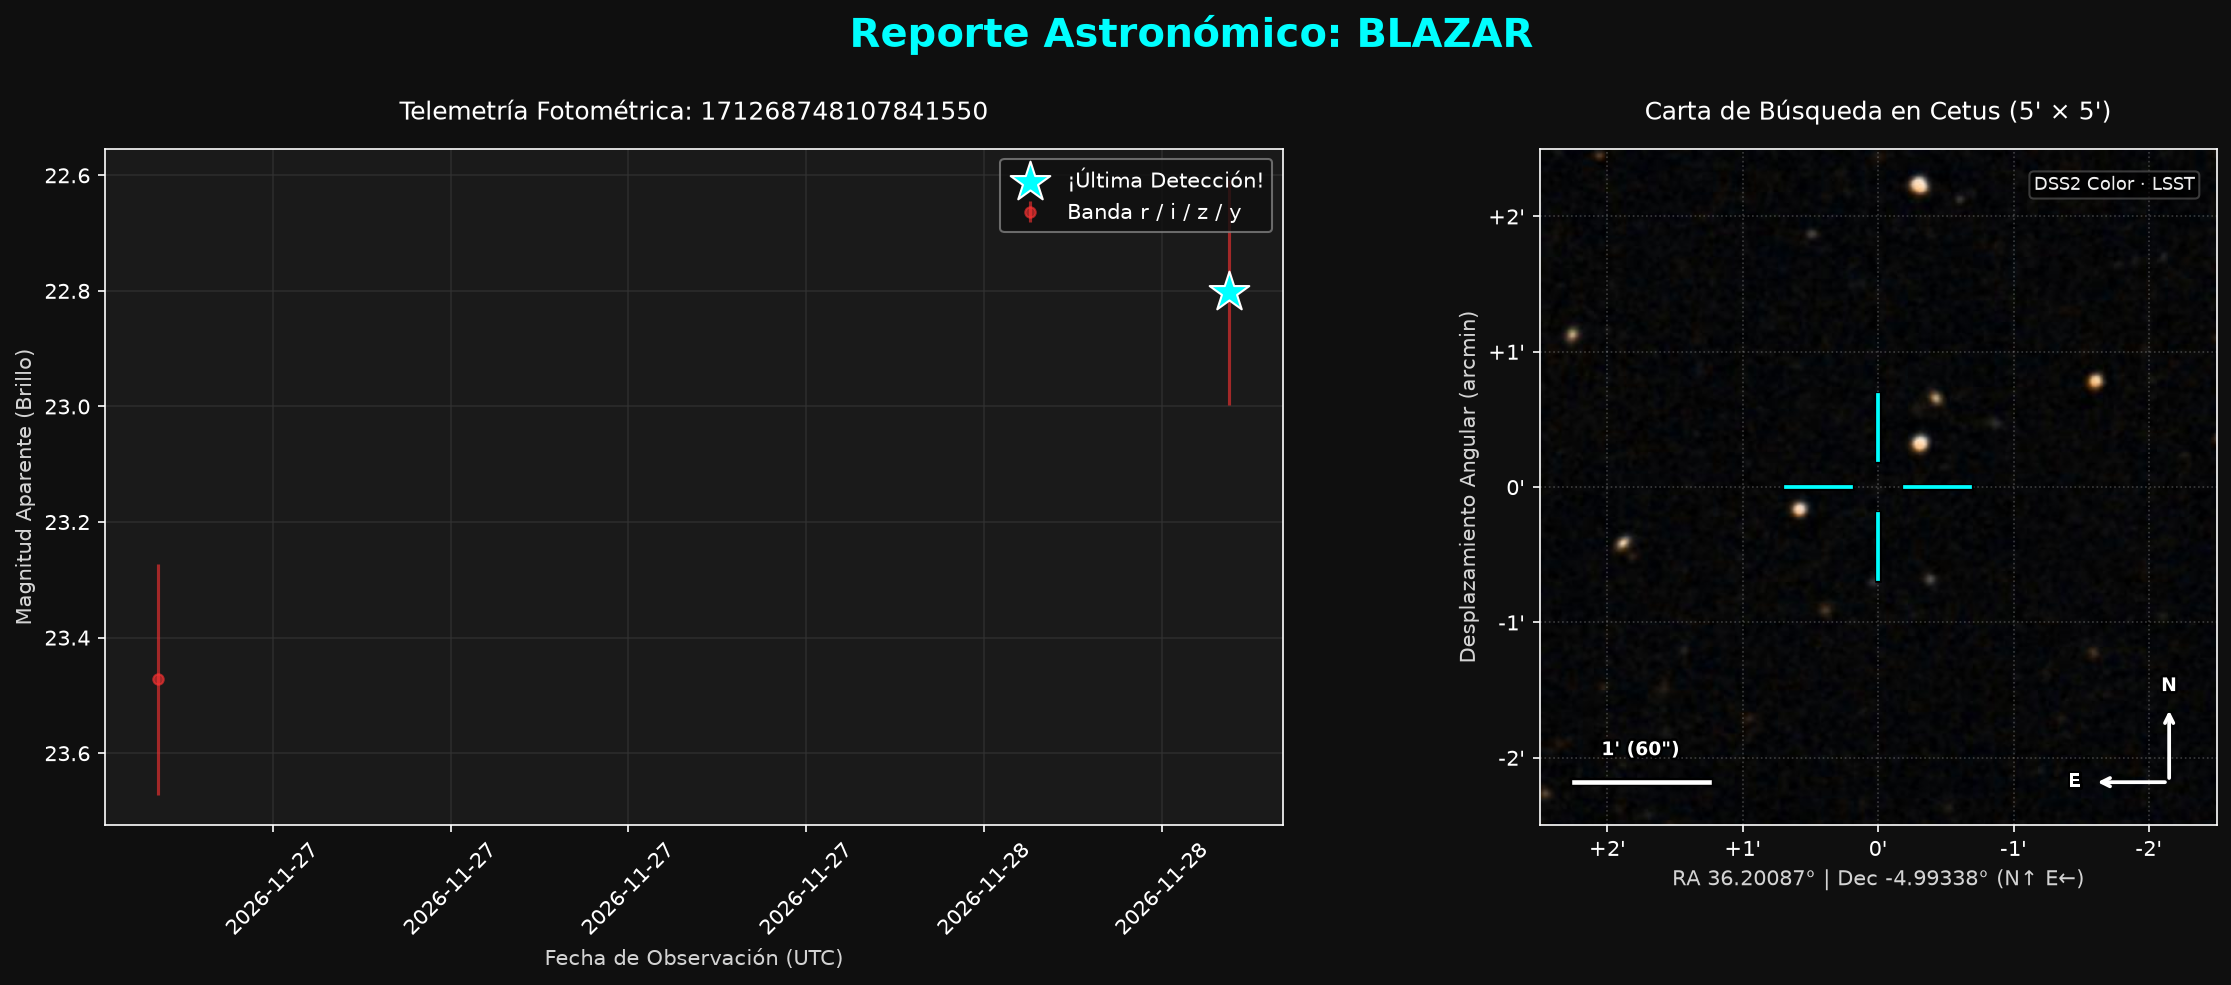 Reporte Astronómico: BLAZAR
Telemetría Fotométrica: 171268748107841550
¡Última Detección!
Banda r / i / z / y
Magnitud Aparente (Brillo)
22.6
22.8
23.0
23.2
23.4
23.6
2026-11-27
2026-11-27
2026-11-27
2026-11-27
2026-11-28
2026-11-28
Fecha de Observación (UTC)
Carta de Búsqueda en Cetus (5' × 5')
DSS2 Color · LSST
Desplazamiento Angular (arcmin)
+2'
+1'
0'
-1'
-2'
N
E
1' (60")
+2'
+1'
0'
-1'
-2'
RA 36.20087° | Dec -4.99338° (N↑ E←)